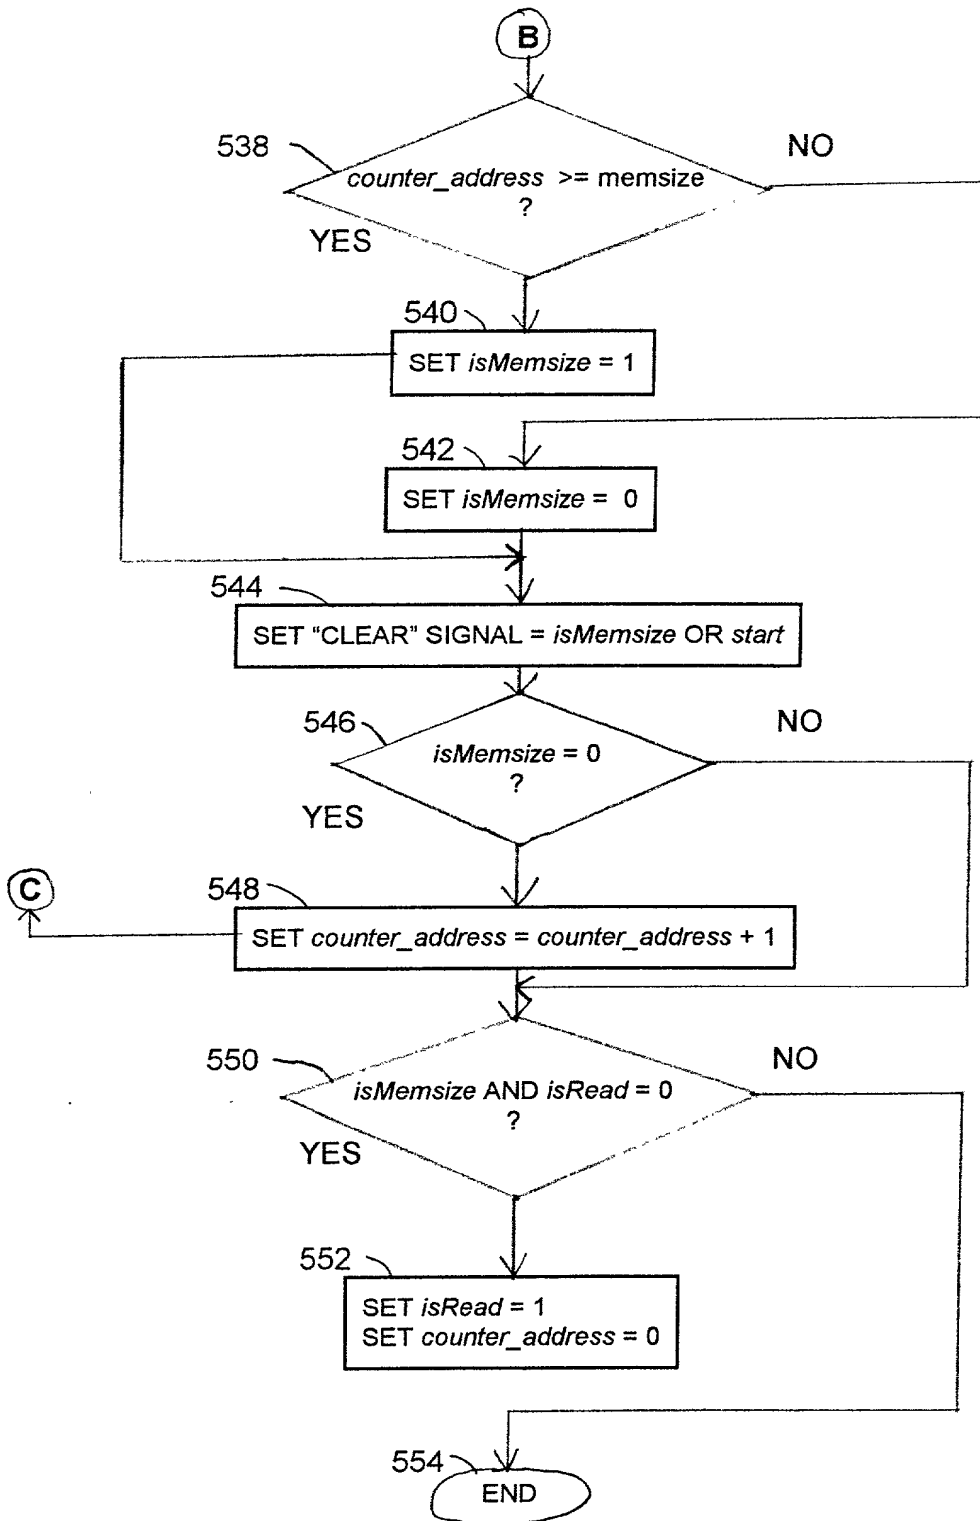 B
538
NO
counter_address >= memsize
?
YES
540
SET isMemsize = 1
542
SET isMemsize = 0
544
SET “CLEAR” SIGNAL = isMemsize OR start
546
NO
isMemsize = 0
?
YES
C
548
SET counter_address = counter_address + 1
550
NO
isMemsize AND isRead = 0
?
YES
552
SET isRead = 1
SET counter_address = 0
554
END